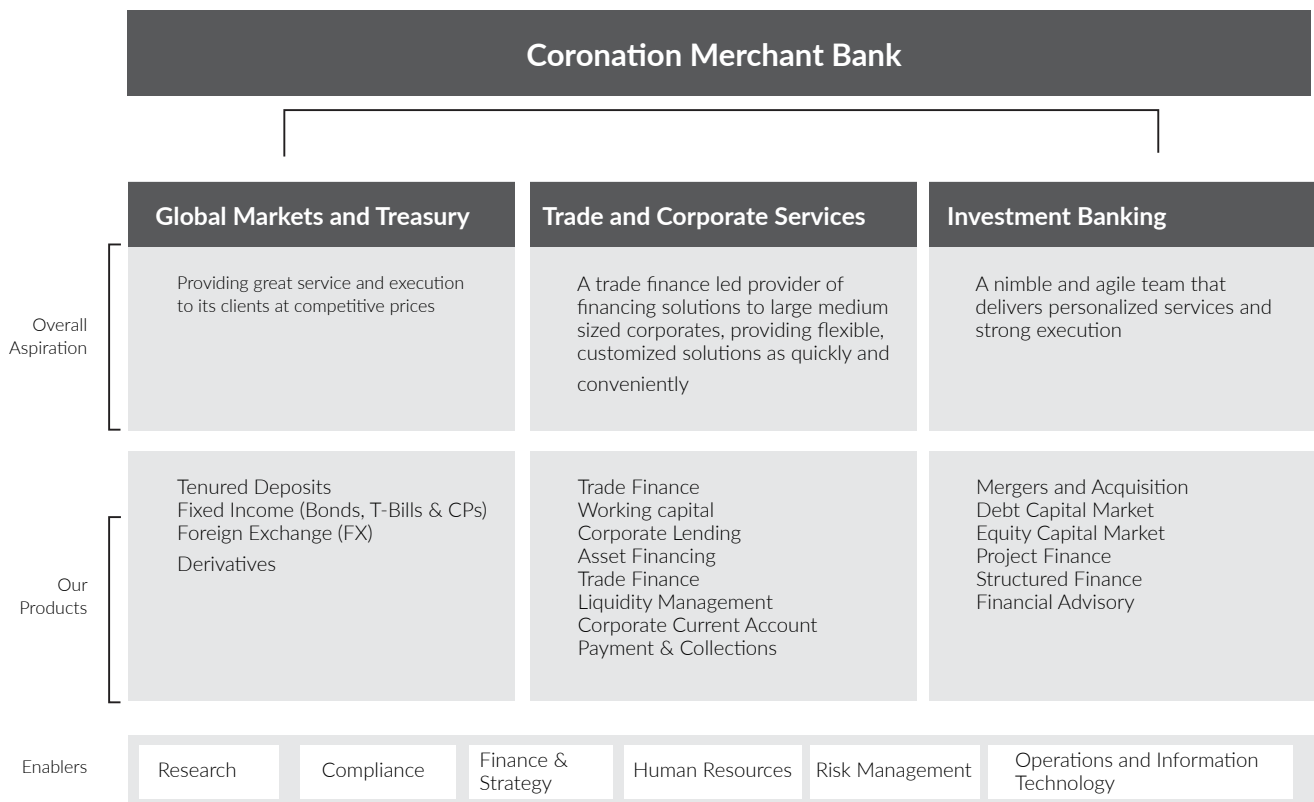 Coronation Merchant Bank
Global Markets and Treasury
Trade and Corporate Services
Investment Banking
Overall
Aspiration
Providing great service and execution
to its clients at competitive prices
A trade finance led provider of
financing solutions to large medium
sized corporates, providing flexible,
customized solutions as quickly and
conveniently
A nimble and agile team that
delivers personalized services and
strong execution
Our
Products
Tenured Deposits
Fixed Income (Bonds, T-Bills & CPs)
Foreign Exchange (FX)
Derivatives
Trade Finance
Working capital
Corporate Lending
Asset Financing
Trade Finance
Liquidity Management
Corporate Current Account
Payment & Collections
Mergers and Acquisition
Debt Capital Market
Equity Capital Market
Project Finance
Structured Finance
Financial Advisory
Enablers
Research
Compliance
Finance &
Strategy
Human Resources
Risk Management
Operations and Information
Technology